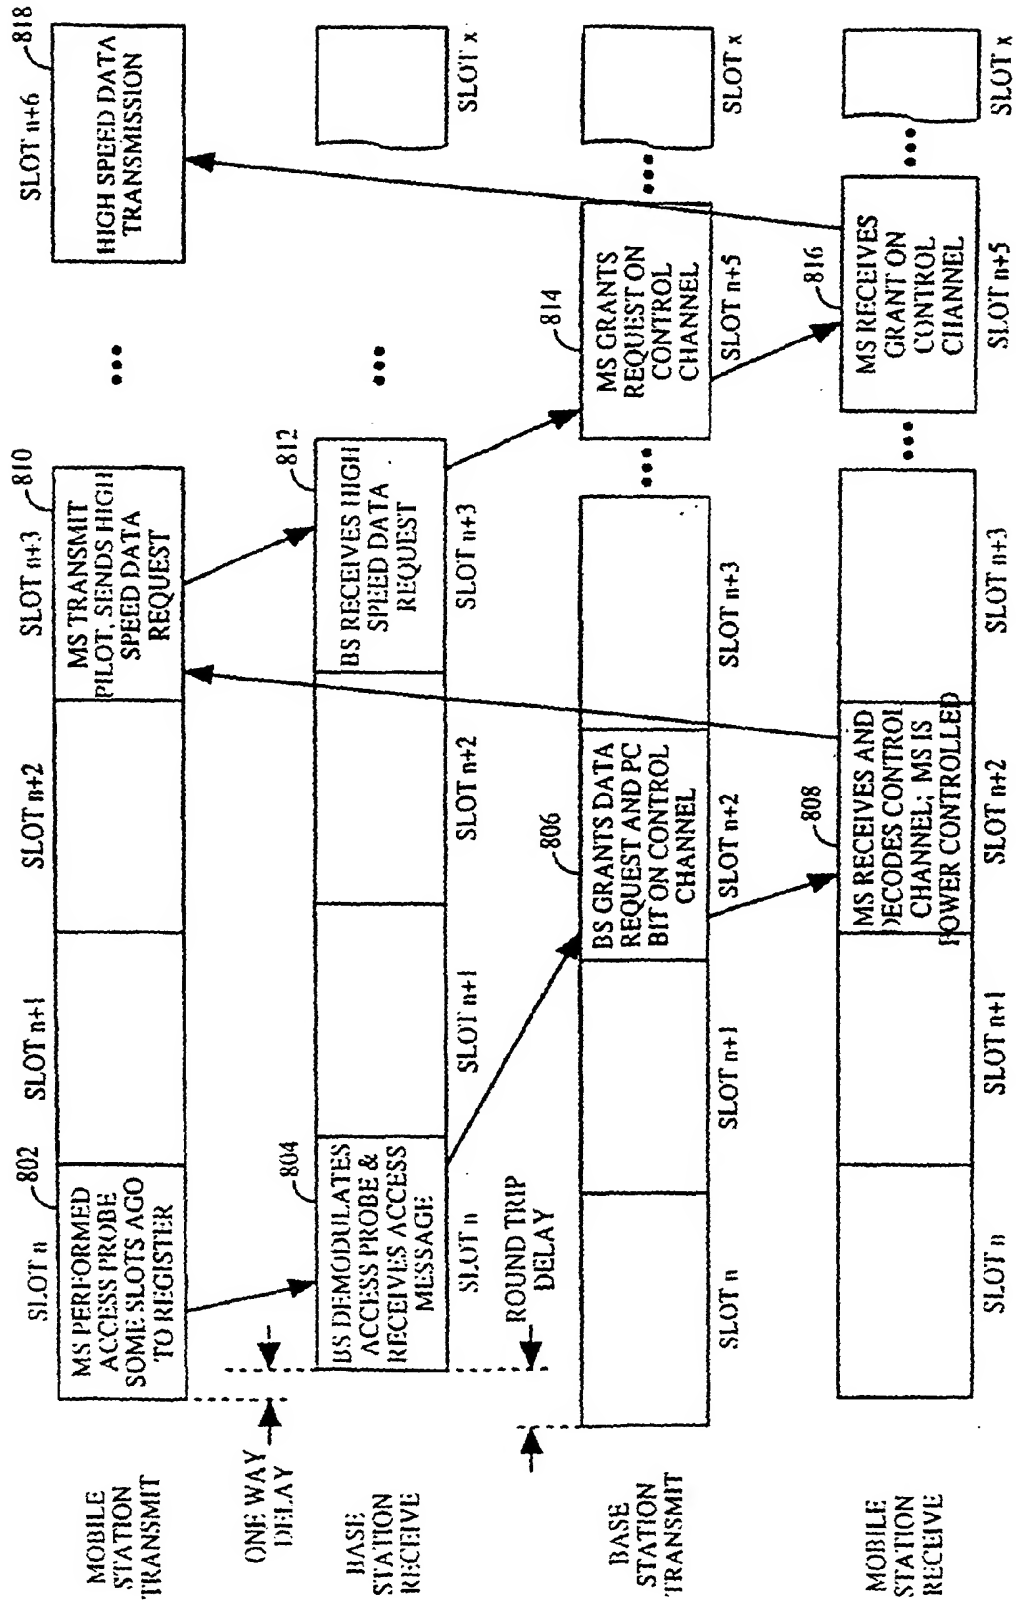 MOBILE
STATION
TRANSMIT
SLOT n
802
MS PERFORMED
ACCESS PROBE
SOME SLOTS AGO
TO REGISTER
SLOT n+1
SLOT n+2
SLOT n+3
810
MS TRANSMIT
PILOT, SENDS HIGH
SPEED DATA
REQUEST
•••
SLOT n+6
818
HIGH SPEED DATA
TRANSMISSION
ONE WAY
DELAY
BASE
STATION
RECEIVE
804
BS DEMODULATES
ACCESS PROBE &
RECEIVES ACCESS
MESSAGE
SLOT n
SLOT n+1
SLOT n+2
812
BS RECEIVES HIGH
SPEED DATA
REQUEST
SLOT n+3
•••
SLOT x
ROUND TRIP
DELAY
BASE
STATION
TRANSMIT
SLOT n
SLOT n+1
806
BS GRANTS DATA
REQUEST AND PC
BIT ON CONTROL
CHANNEL
SLOT n+2
SLOT n+3
•••
814
MS GRANTS
REQUEST ON
CONTROL
CHANNEL
SLOT n+5
•••
SLOT x
MOBILE
STATION
RECEIVE
SLOT n
SLOT n+1
808
MS RECEIVES AND
DECODES CONTROL
CHANNEL; MS IS
POWER CONTROLLED
SLOT n+2
SLOT n+3
•••
816
MS RECEIVES
GRANT ON
CONTROL
CHANNEL
SLOT n+5
•••
SLOT x